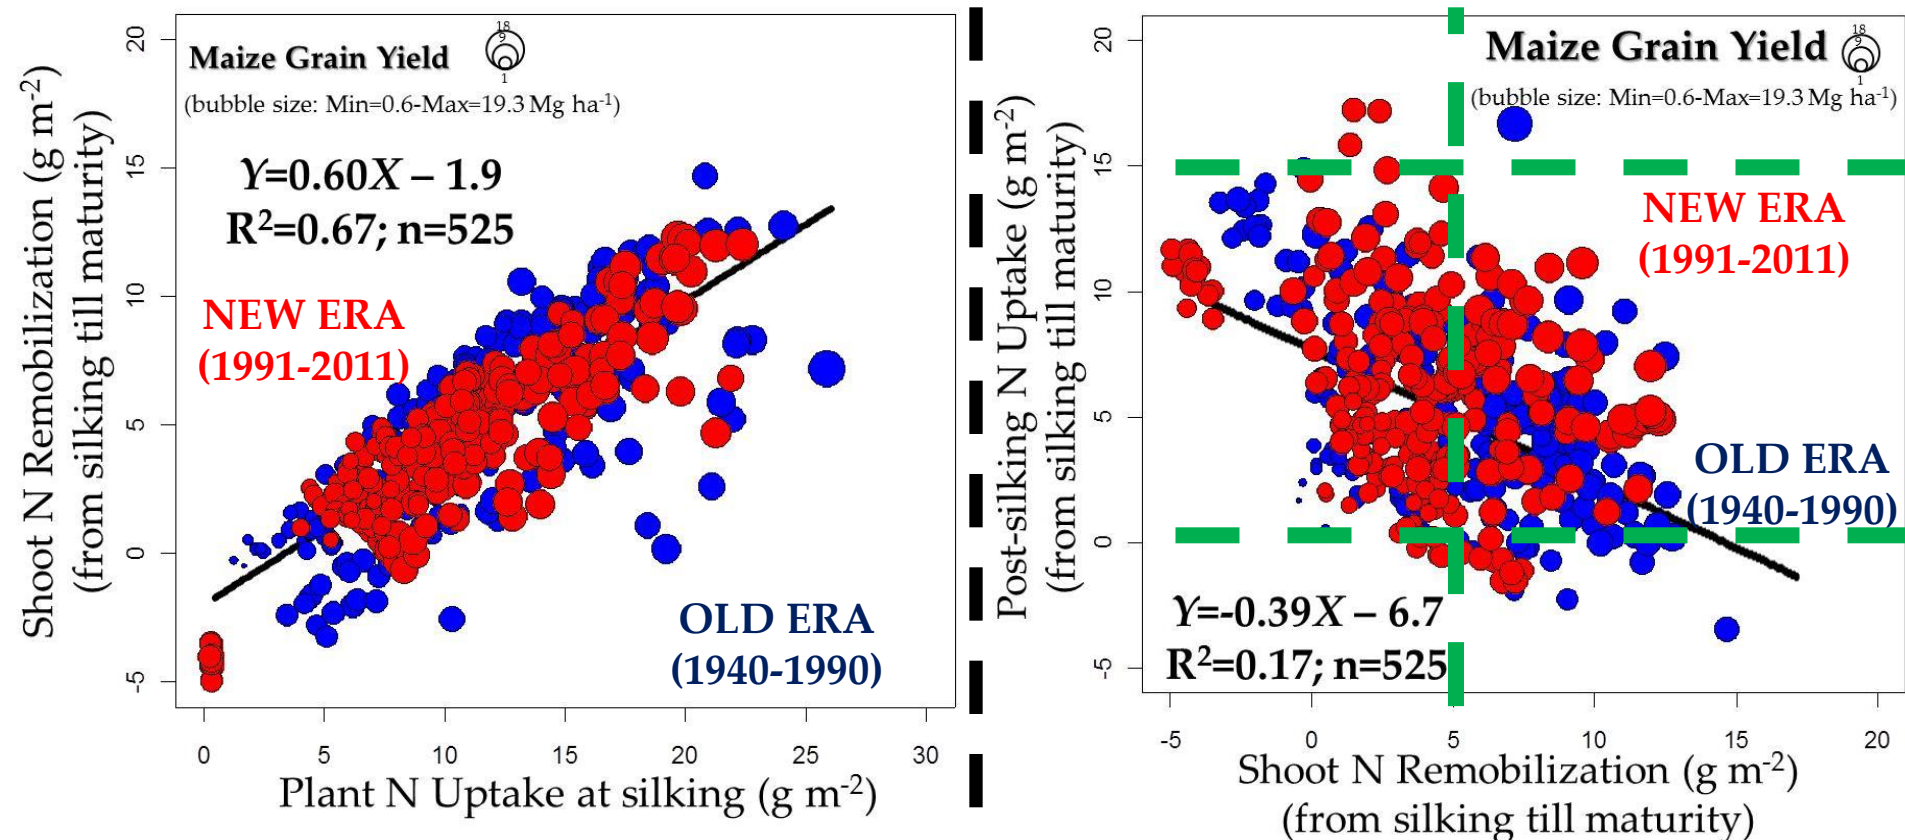 Shoot N Remobilization (g m-2)
(from silking till maturity)
20
15
10
5
0
-5
Maize Grain Yield
18
9
1
(bubble size: Min=0.6-Max=19.3 Mg ha-1)
Y=0.60X – 1.9
R2=0.67; n=525
NEW ERA
(1991-2011)
OLD ERA
(1940-1990)
0 5 10 15 20 25 30
Plant N Uptake at silking (g m-2)
Post-silking N Uptake (g m-2)
(from silking till maturity)
20
15
10
5
0
-5
Maize Grain Yield
18
9
1
(bubble size: Min=0.6-Max=19.3 Mg ha-1)
NEW ERA
(1991-2011)
OLD ERA
(1940-1990)
Y=-0.39X – 6.7
R2=0.17; n=525
-5 0 5 10 15 20
Shoot N Remobilization (g m-2)
(from silking till maturity)